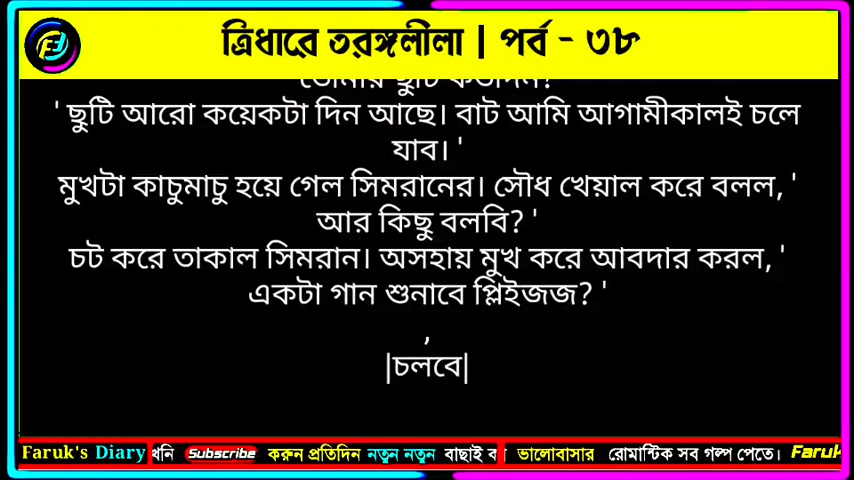 ত্রিধারে তরঙ্গলীলা | পর্ব - ৩৮
' ছুটি আরো কয়েকটা দিন আছে। বাট আমি আগামীকালই চলে
যাব। '
মুখটা কাচুমাচু হয়ে গেল সিমরানের। সৌধ খেয়াল করে বলল, '
আর কিছু বলবি? '
চট করে তাকাল সিমরান। অসহায় মুখ করে আবদার করল, '
একটা গান শুনাবে প্লিইজজ? '
,
|চলবে|
Faruk's Diary খনি Subscribe করুন প্রতিদিন নতুন নতুন বাছাই ভালোবাসার রোমান্টিক সব গল্প পেতে।